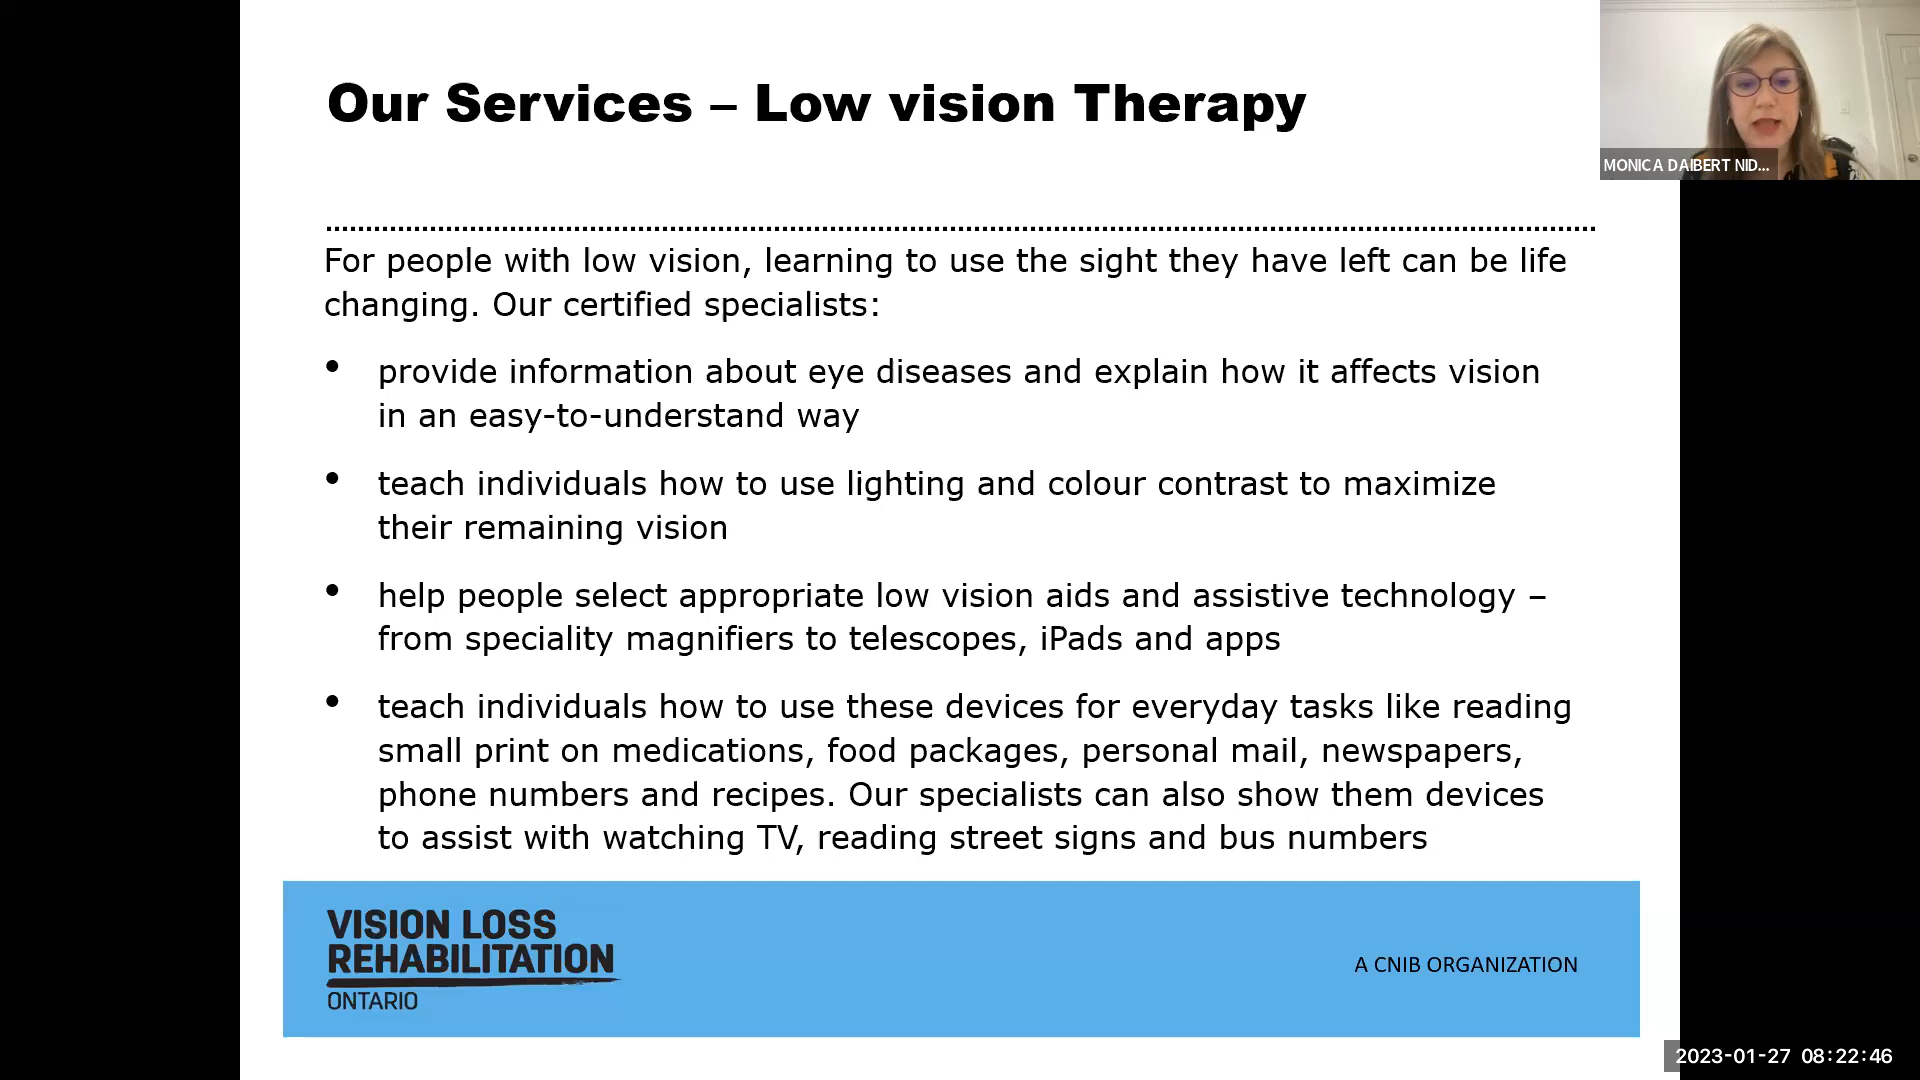 Our Services – Low vision Therapy
MONICA DAIBERT NID...
For people with low vision, learning to use the sight they have left can be life
changing. Our certified specialists:
• provide information about eye diseases and explain how it affects vision
in an easy-to-understand way
• teach individuals how to use lighting and colour contrast to maximize
their remaining vision
• help people select appropriate low vision aids and assistive technology –
from speciality magnifiers to telescopes, iPads and apps
• teach individuals how to use these devices for everyday tasks like reading
small print on medications, food packages, personal mail, newspapers,
phone numbers and recipes. Our specialists can also show them devices
to assist with watching TV, reading street signs and bus numbers
VISION LOSS
REHABILITATION
ONTARIO
A CNIB ORGANIZATION
2023-01-27 08:22:46